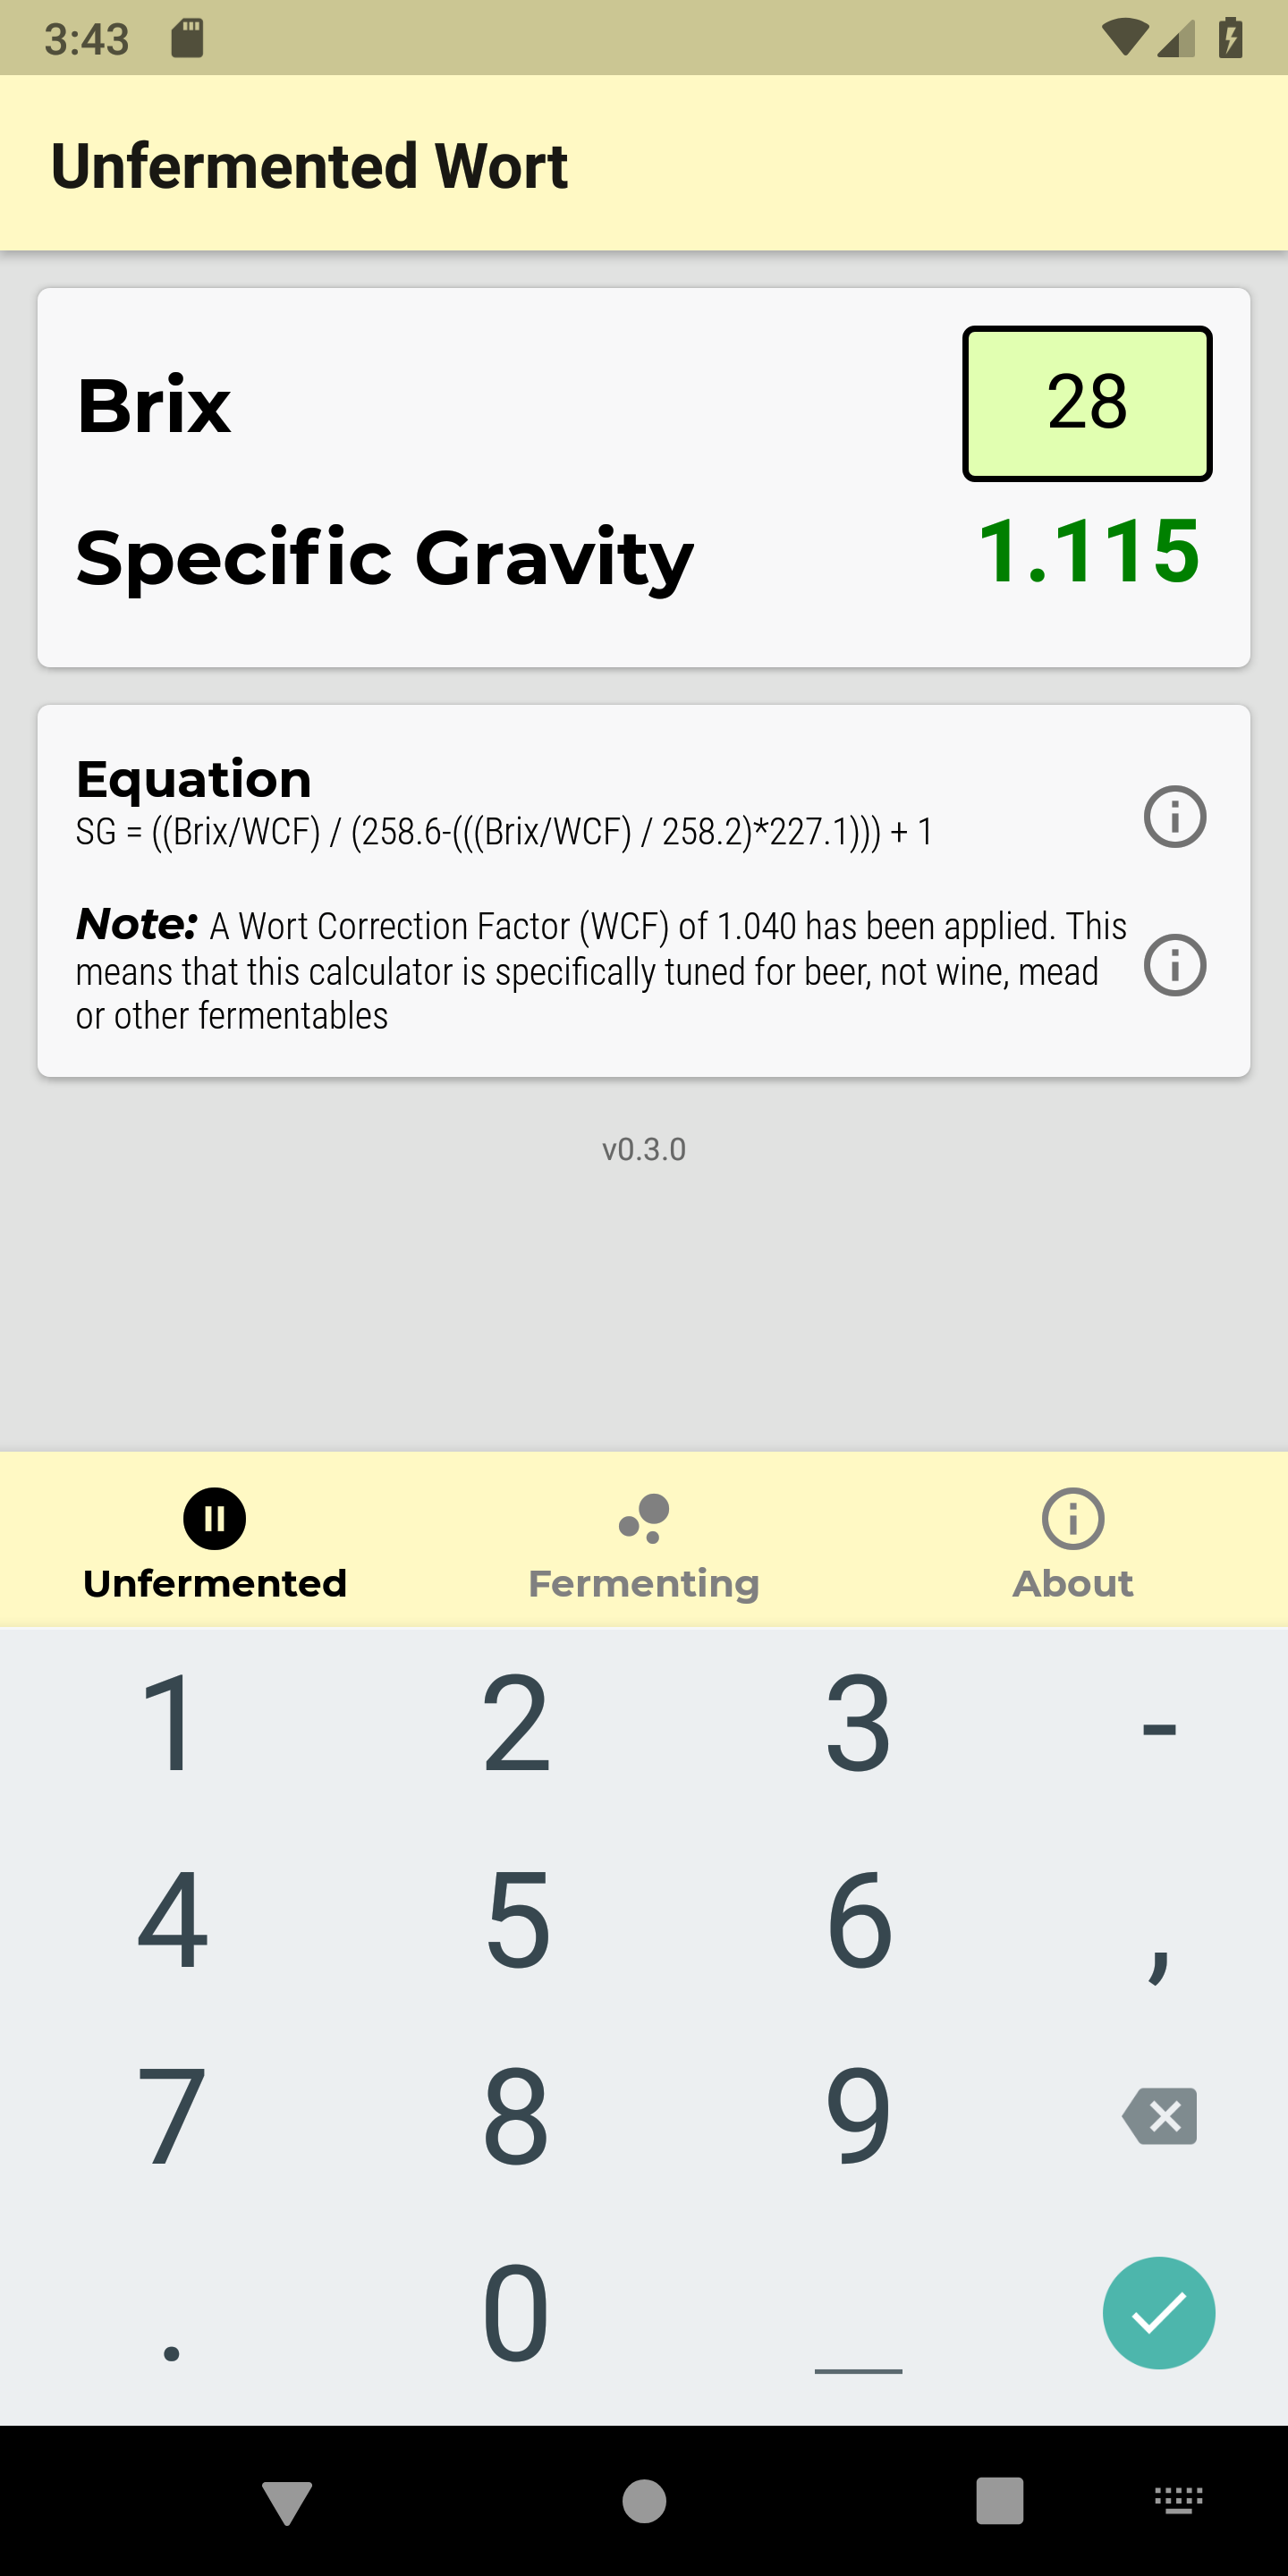 3:43
Unfermented Wort
Brix
28
Specific Gravity
1.115
Equation
SG = ((Brix/WCF) / (258.6-(((Brix/WCF) / 258.2)*227.1))) + 1
Note: A Wort Correction Factor (WCF) of 1.040 has been applied. This
means that this calculator is specifically tuned for beer, not wine, mead
or other fermentables
v0.3.0
Unfermented
Fermenting
About
1 2 3 -
4 5 6 ,
7 8 9
. 0 _